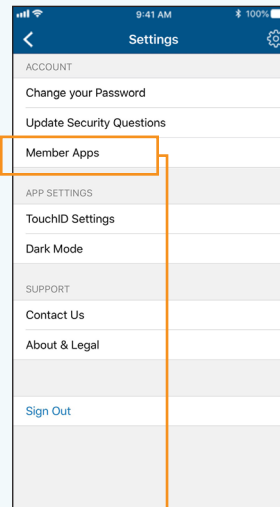 9:41 AM
100%
Settings
ACCOUNT
Change your Password
Update Security Questions
Member Apps
APP SETTINGS
TouchID Settings
Dark Mode
SUPPORT
Contact Us
About & Legal
Sign Out